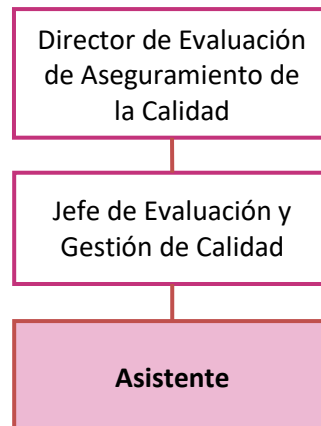 Director de Evaluación
de Aseguramiento de
la Calidad
Jefe de Evaluación y
Gestión de Calidad
Asistente